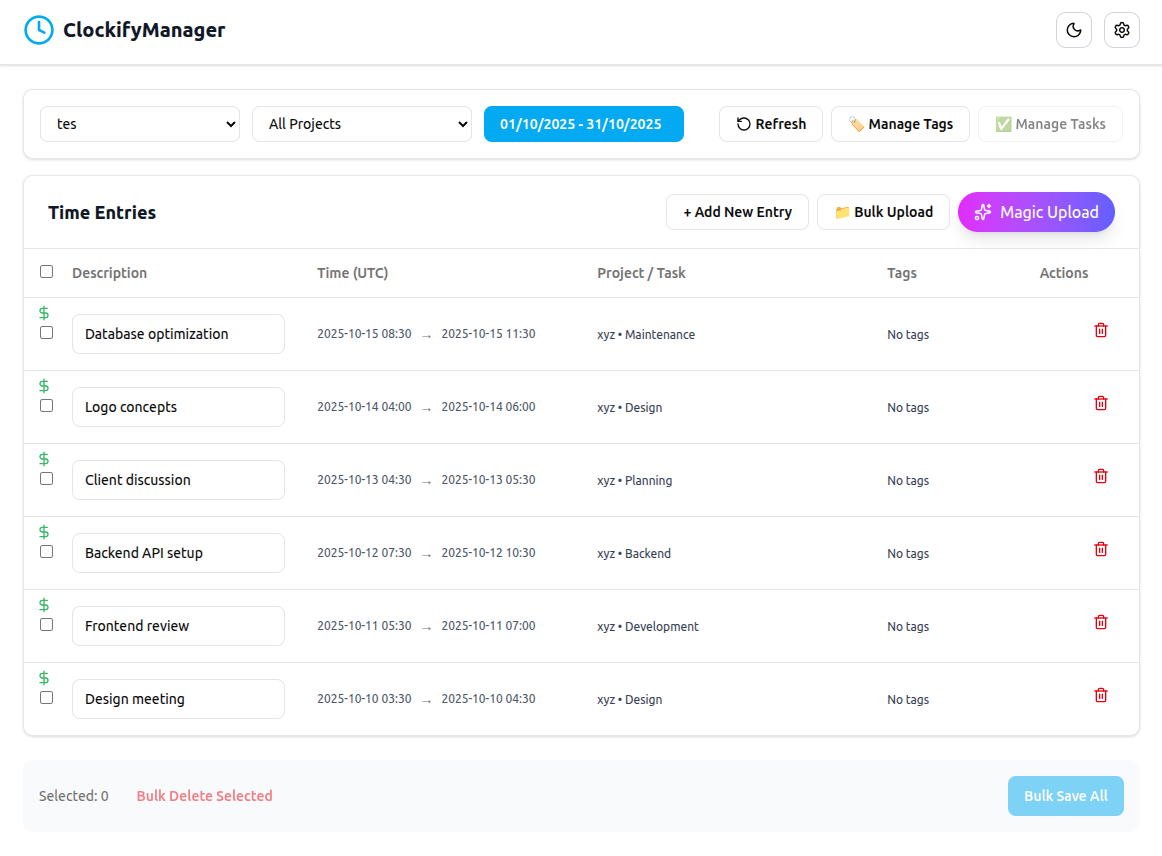 ClockifyManager
tes All Projects 01/10/2025 - 31/10/2025 Refresh 🏷️ Manage Tags ✅ Manage Tasks
Time Entries + Add New Entry 📁 Bulk Upload Magic Upload
Description Time (UTC) Project / Task Tags Actions
$
Database optimization 2025-10-15 08:30 → 2025-10-15 11:30 xyz • Maintenance No tags
$
Logo concepts 2025-10-14 04:00 → 2025-10-14 06:00 xyz • Design No tags
$
Client discussion 2025-10-13 04:30 → 2025-10-13 05:30 xyz • Planning No tags
$
Backend API setup 2025-10-12 07:30 → 2025-10-12 10:30 xyz • Backend No tags
$
Frontend review 2025-10-11 05:30 → 2025-10-11 07:00 xyz • Development No tags
$
Design meeting 2025-10-10 03:30 → 2025-10-10 04:30 xyz • Design No tags
Selected: 0 Bulk Delete Selected Bulk Save All